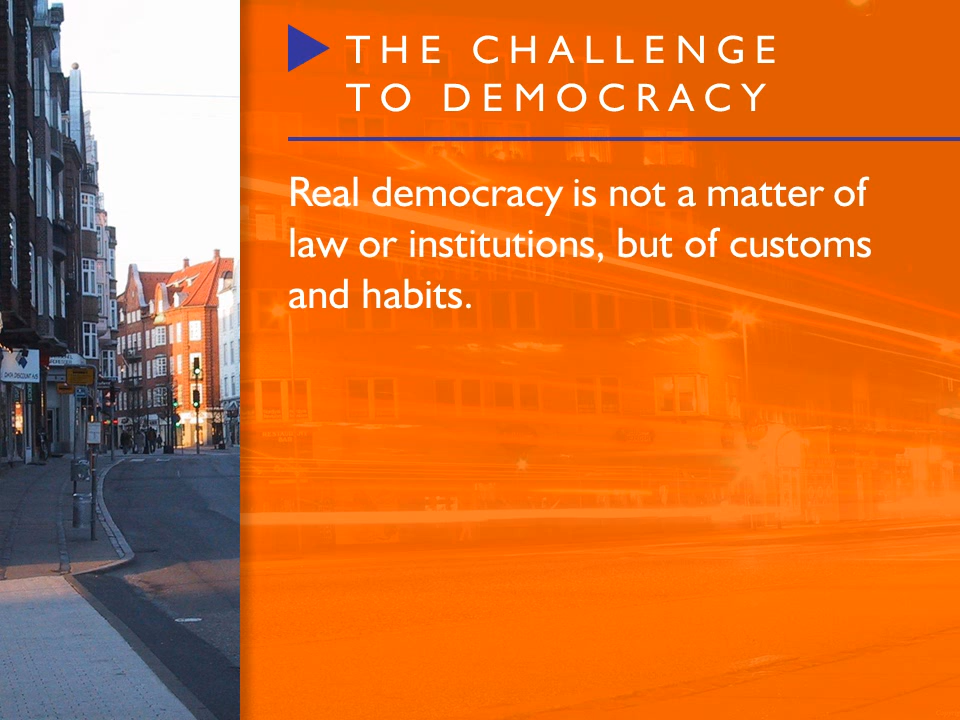 THE CHALLENGE
TO DEMOCRACY
Real democracy is not a matter of
law or institutions, but of customs
and habits.